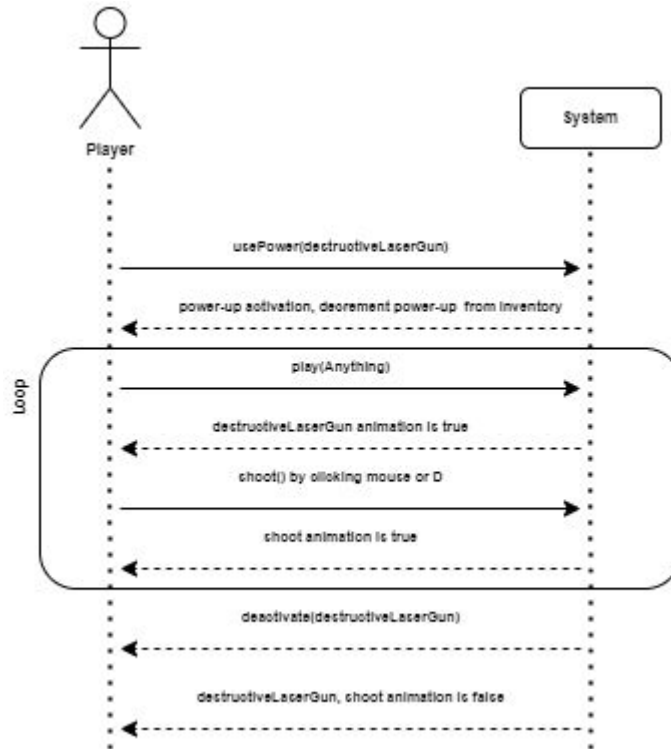 Player
System
usePower(destructiveLaserGun)
power-up activation, decrement power-up from inventory
Loop
play(Anything)
destructiveLaserGun animation is true
shoot() by clicking mouse or D
shoot animation is true
deactivate(destructiveLaserGun)
destructiveLaserGun, shoot animation is false